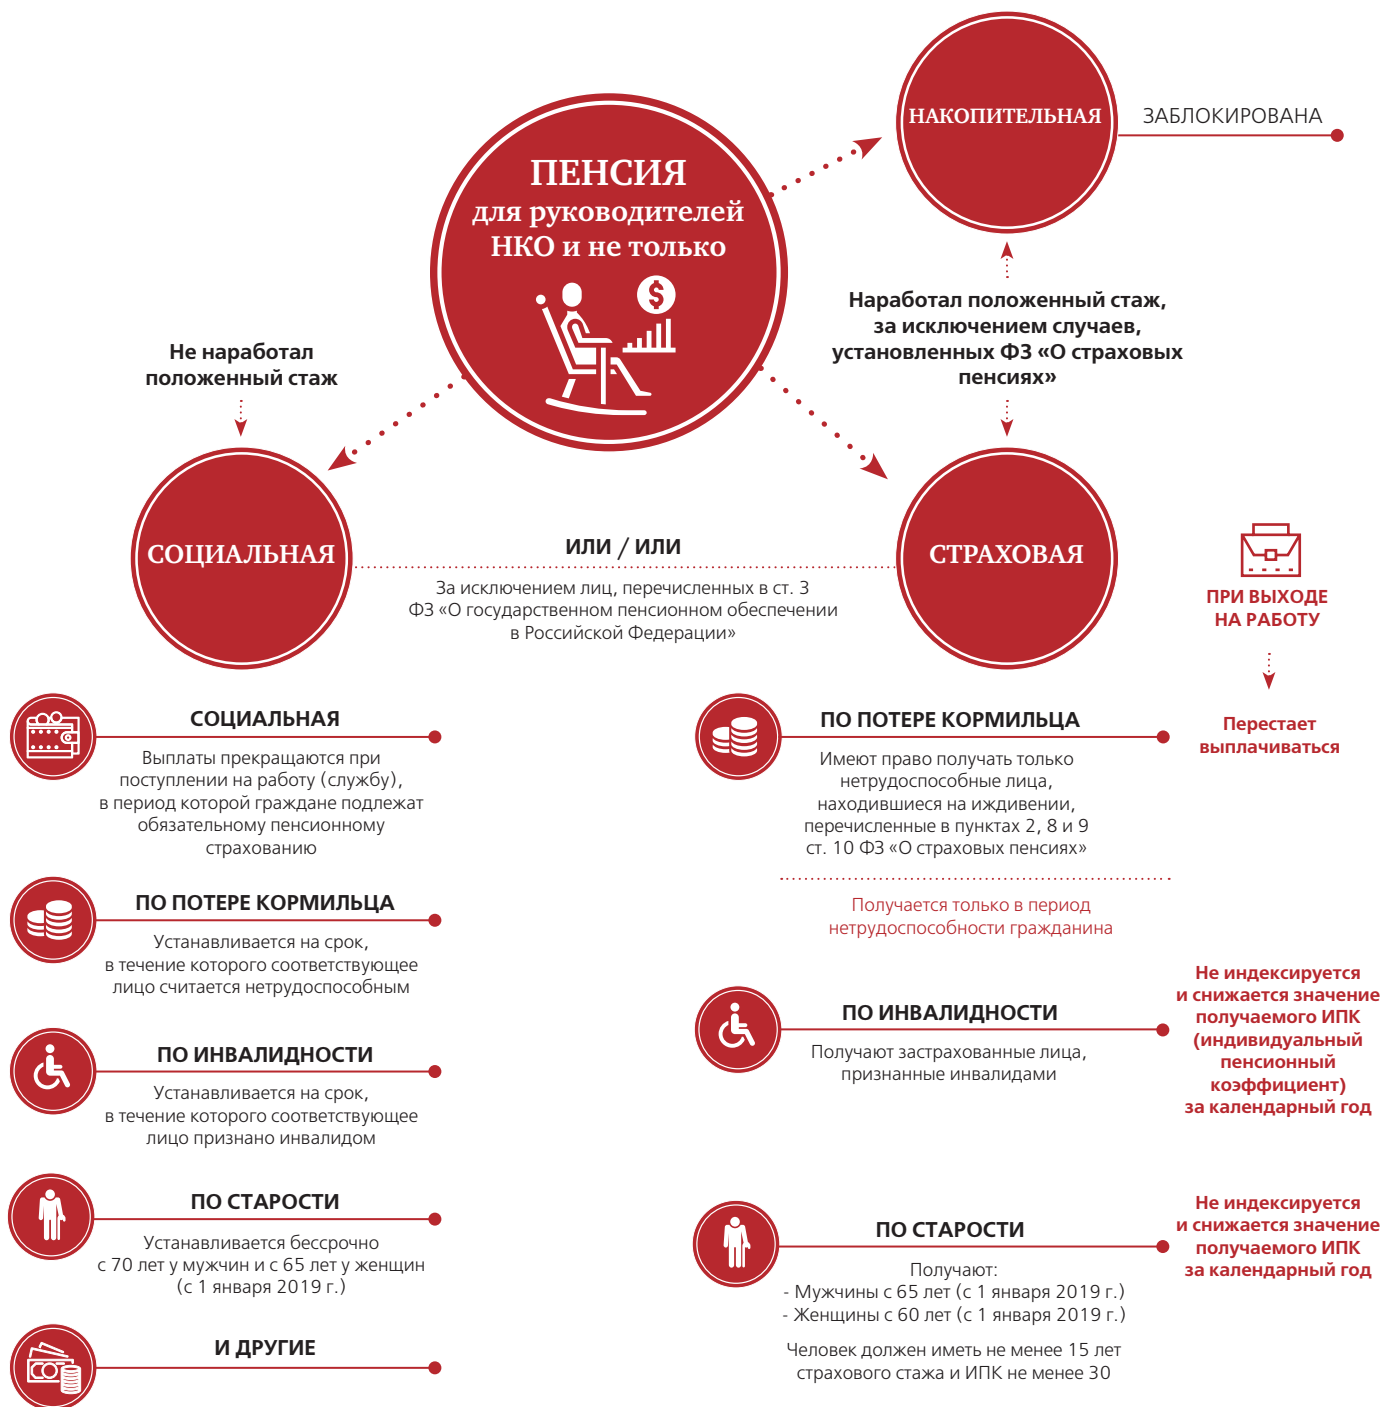 ПЕНСИЯ
для руководителей
НКО и не только
НАКОПИТЕЛЬНАЯ
ЗАБЛОКИРОВАНА
Наработал положенный стаж,
за исключением случаев,
установленных ФЗ «О страховых
пенсиях»
Не наработал
положенный стаж
СОЦИАЛЬНАЯ
ИЛИ / ИЛИ
За исключением лиц, перечисленных в ст. 3
ФЗ «О государственном пенсионном обеспечении
в Российской Федерации»
СТРАХОВАЯ
ПРИ ВЫХОДЕ
НА РАБОТУ
СОЦИАЛЬНАЯ
Выплаты прекращаются при
поступлении на работу (службу),
в период которой граждане подлежат
обязательному пенсионному
страхованию
ПО ПОТЕРЕ КОРМИЛЬЦА
Устанавливается на срок,
в течение которого соответствующее
лицо считается нетрудоспособным
ПО ИНВАЛИДНОСТИ
Устанавливается на срок,
в течение которого соответствующее
лицо признано инвалидом
ПО СТАРОСТИ
Устанавливается бессрочно
с 70 лет у мужчин и с 65 лет у женщин
(с 1 января 2019 г.)
И ДРУГИЕ
ПО ПОТЕРЕ КОРМИЛЬЦА
Имеют право получать только
нетрудоспособные лица,
находившиеся на иждивении,
перечисленные в пунктах 2, 8 и 9
ст. 10 ФЗ «О страховых пенсиях»
Получается только в период
нетрудоспособности гражданина
Перестает
выплачиваться
ПО ИНВАЛИДНОСТИ
Получают застрахованные лица,
признанные инвалидами
Не индексируется
и снижается значение
получаемого ИПК
(индивидуальный
пенсионный
коэффициент)
за календарный год
ПО СТАРОСТИ
Получают:
- Мужчины с 65 лет (с 1 января 2019 г.)
- Женщины с 60 лет (с 1 января 2019 г.)
Человек должен иметь не менее 15 лет
страхового стажа и ИПК не менее 30
Не индексируется
и снижается значение
получаемого ИПК
за календарный год